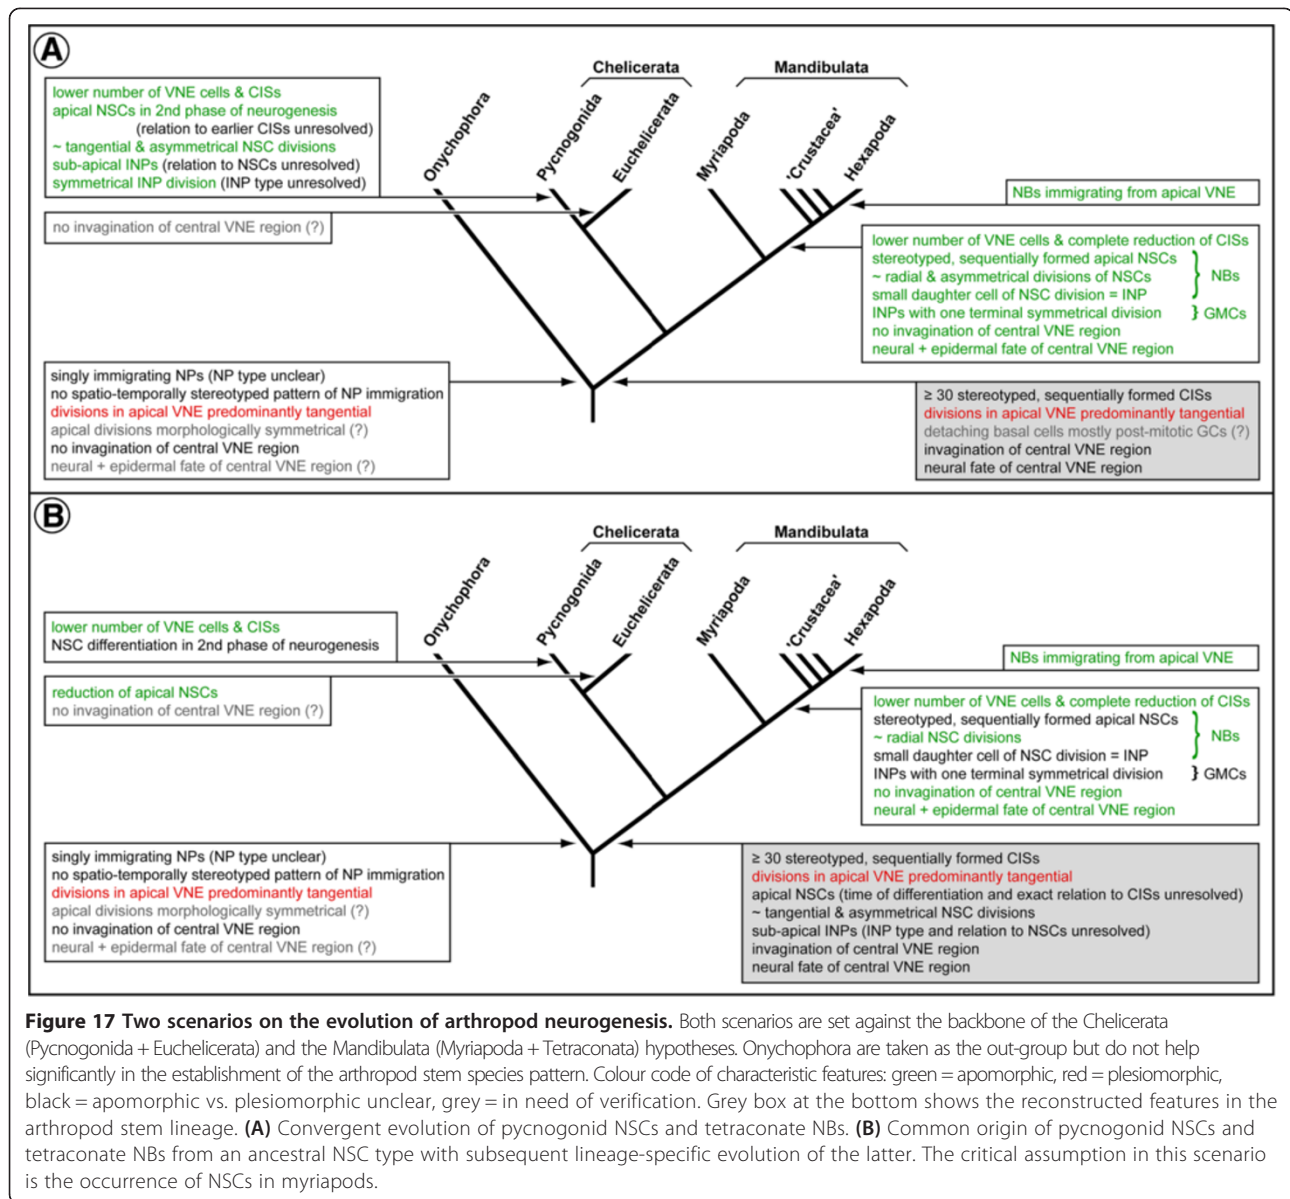 A
Chelicerata
Mandibulata
Onychophora
Pycnogonida
Euchelicerata
Myriapoda
'Crustacea'
Hexapoda
lower number of VNE cells & CISs
apical NSCs in 2nd phase of neurogenesis
(relation to earlier CISs unresolved)
~ tangential & asymmetrical NSC divisions
sub-apical INPs (relation to NSCs unresolved)
symmetrical INP division (INP type unresolved)
no invagination of central VNE region (?)
NBs immigrating from apical VNE
lower number of VNE cells & complete reduction of CISs
stereotyped, sequentially formed apical NSCs
~ radial & asymmetrical divisions of NSCs
small daughter cell of NSC division = INP
} NBs
INPs with one terminal symmetrical division } GMCs
no invagination of central VNE region
neural + epidermal fate of central VNE region
singly immigrating NPs (NP type unclear)
no spatio-temporally stereotyped pattern of NP immigration
divisions in apical VNE predominantly tangential
apical divisions morphologically symmetrical (?)
no invagination of central VNE region
neural + epidermal fate of central VNE region (?)
≥ 30 stereotyped, sequentially formed CISs
divisions in apical VNE predominantly tangential
detaching basal cells mostly post-mitotic GCs (?)
invagination of central VNE region
neural fate of central VNE region
B
Chelicerata
Mandibulata
Onychophora
Pycnogonida
Euchelicerata
Myriapoda
'Crustacea'
Hexapoda
lower number of VNE cells & CISs
NSC differentiation in 2nd phase of neurogenesis
reduction of apical NSCs
no invagination of central VNE region (?)
NBs immigrating from apical VNE
lower number of VNE cells & complete reduction of CISs
stereotyped, sequentially formed apical NSCs
~ radial NSC divisions
small daughter cell of NSC division = INP
} NBs
INPs with one terminal symmetrical division } GMCs
no invagination of central VNE region
neural + epidermal fate of central VNE region
singly immigrating NPs (NP type unclear)
no spatio-temporally stereotyped pattern of NP immigration
divisions in apical VNE predominantly tangential
apical divisions morphologically symmetrical (?)
no invagination of central VNE region
neural + epidermal fate of central VNE region (?)
≥ 30 stereotyped, sequentially formed CISs
divisions in apical VNE predominantly tangential
apical NSCs (time of differentiation and exact relation to CISs unresolved)
~ tangential & asymmetrical NSC divisions
sub-apical INPs (INP type and relation to NSCs unresolved)
invagination of central VNE region
neural fate of central VNE region
Figure 17 Two scenarios on the evolution of arthropod neurogenesis. Both scenarios are set against the backbone of the Chelicerata
(Pycnogonida + Euchelicerata) and the Mandibulata (Myriapoda + Tetraconata) hypotheses. Onychophora are taken as the out-group but do not help
significantly in the establishment of the arthropod stem species pattern. Colour code of characteristic features: green = apomorphic, red = plesiomorphic,
black = apomorphic vs. plesiomorphic unclear, grey = in need of verification. Grey box at the bottom shows the reconstructed features in the
arthropod stem lineage. (A) Convergent evolution of pycnogonid NSCs and tetraconate NBs. (B) Common origin of pycnogonid NSCs and
tetraconate NBs from an ancestral NSC type with subsequent lineage-specific evolution of the latter. The critical assumption in this scenario
is the occurrence of NSCs in myriapods.